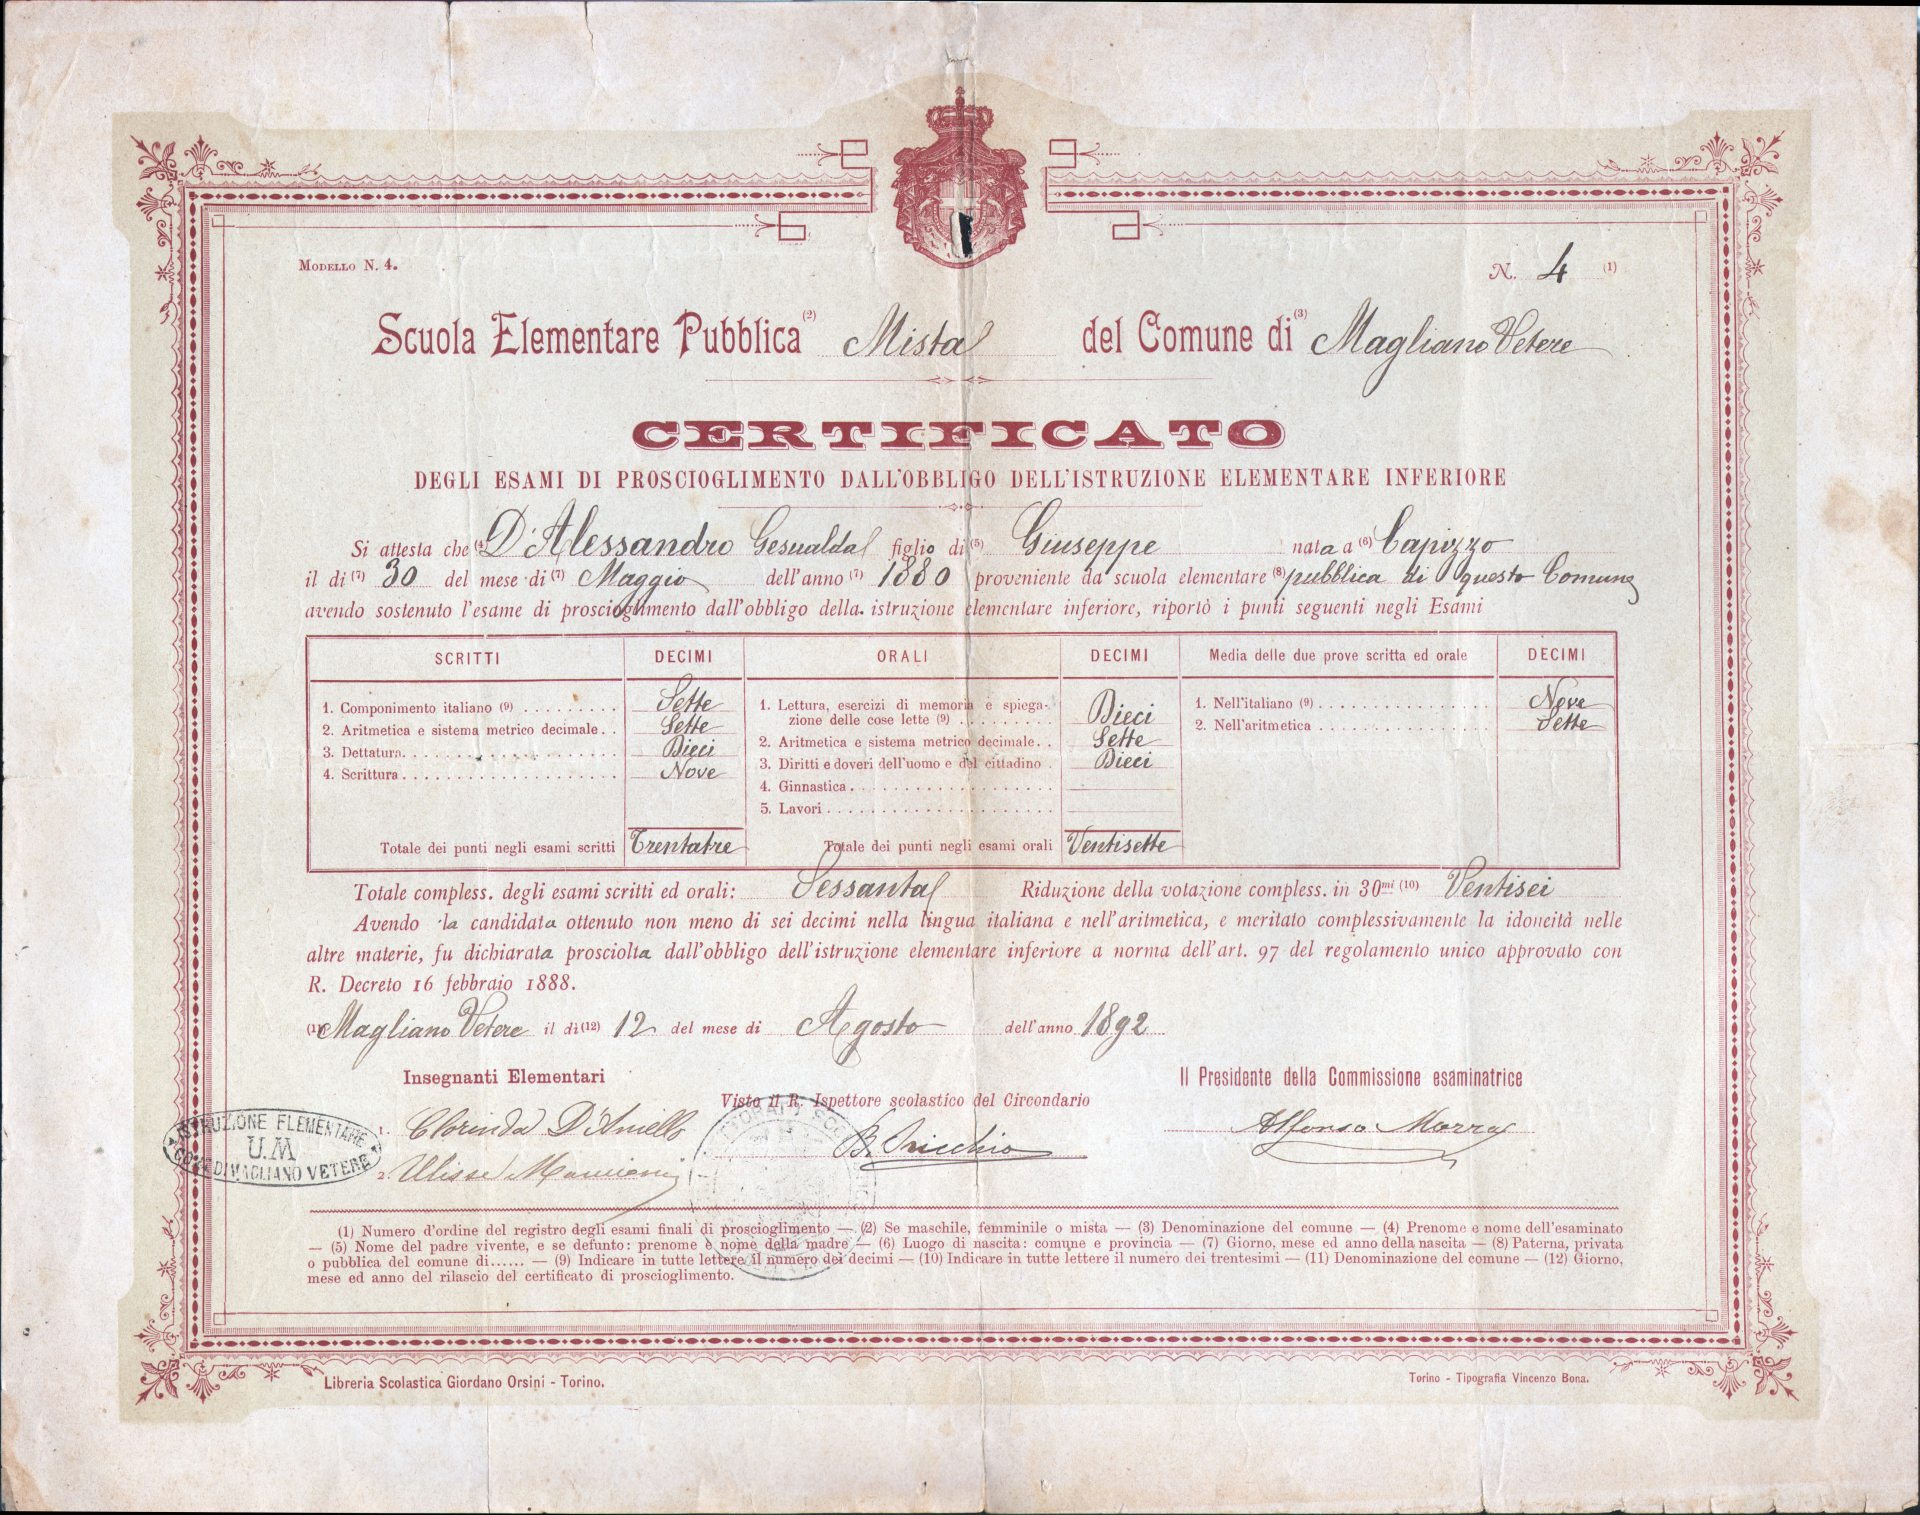 Modello N. 4.
N. 4 (1)
Scuola Elementare Pubblica (2) Mista del Comune di (3) Magliano Vetere
CERTIFICATO
DEGLI ESAMI DI PROSCIOGLIMENTO DALL'OBBLIGO DELL'ISTRUZIONE ELEMENTARE INFERIORE
Si attesta che (4) D'Alessandro Gesualda figlio di (5) Giuseppe nata a (6) Capizzo
il di (7) 30 del mese di (7) Maggio dell'anno (7) 1880 proveniente da scuola elementare (8) pubblica di questo Comune
avendo sostenuto l'esame di proscioglimento dall'obbligo della istruzione elementare inferiore, riportò i punti seguenti negli Esami
SCRITTI DECIMI ORALI DECIMI Media delle due prove scritta ed orale DECIMI
1. Componimento italiano (9) Sette
2. Aritmetica e sistema metrico decimale Sette
3. Dettatura Dieci
4. Scrittura Nove
Totale dei punti negli esami scritti Trentatre
1. Lettura, esercizi di memoria e spiega-
zione delle cose lette (9) Dieci
2. Aritmetica e sistema metrico decimale Sette
3. Diritti e doveri dell'uomo e del cittadino Dieci
4. Ginnastica
5. Lavori
Totale dei punti negli esami orali Ventisette
1. Nell'italiano (9) Nove
2. Nell'aritmetica Sette
Totale compless. degli esami scritti ed orali: Sessanta Riduzione della votazione compless. in 30mi (10) Ventisei
Avendo la candidata ottenuto non meno di sei decimi nella lingua italiana e nell'aritmetica, e meritato complessivamente la idoneità nelle
altre materie, fu dichiarata prosciolta dall'obbligo dell'istruzione elementare inferiore a norma dell'art. 97 del regolamento unico approvato con
R. Decreto 16 febbraio 1888.
(11) Magliano Vetere il di (12) 12 del mese di Agosto dell'anno 1892
Insegnanti Elementari
Visto il R. Ispettore scolastico del Circondario
Il Presidente della Commissione esaminatrice
1. Clorinda D'Aniello
2. Ulisse
Alfonso Morra
ISTRUZIONE ELEMENTARE
U.M
COM. DI MAGLIANO VETERE
(1) Numero d'ordine del registro degli esami finali di proscioglimento — (2) Se maschile, femminile o mista — (3) Denominazione del comune — (4) Prenome e nome dell'esaminato
— (5) Nome del padre vivente, e se defunto: prenome e nome della madre — (6) Luogo di nascita: comune e provincia — (7) Giorno, mese ed anno della nascita — (8) Paterna, privata
o pubblica del comune di...... — (9) Indicare in tutte lettere il numero dei decimi — (10) Indicare in tutte lettere il numero dei trentesimi — (11) Denominazione del comune — (12) Giorno,
mese ed anno del rilascio del certificato di proscioglimento.
Libreria Scolastica Giordano Orsini - Torino.
Torino - Tipografia Vincenzo Bona.